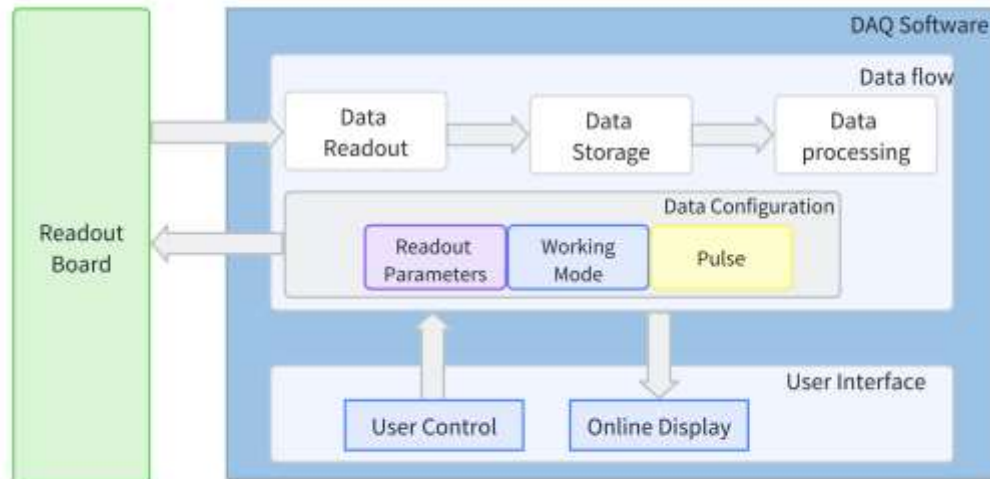 DAQ Software
Data flow
Data
Readout
Data
Storage
Data
processing
Readout
Board
Data Configuration
Readout
Parameters
Working
Mode
Pulse
User Interface
User Control
Online Display